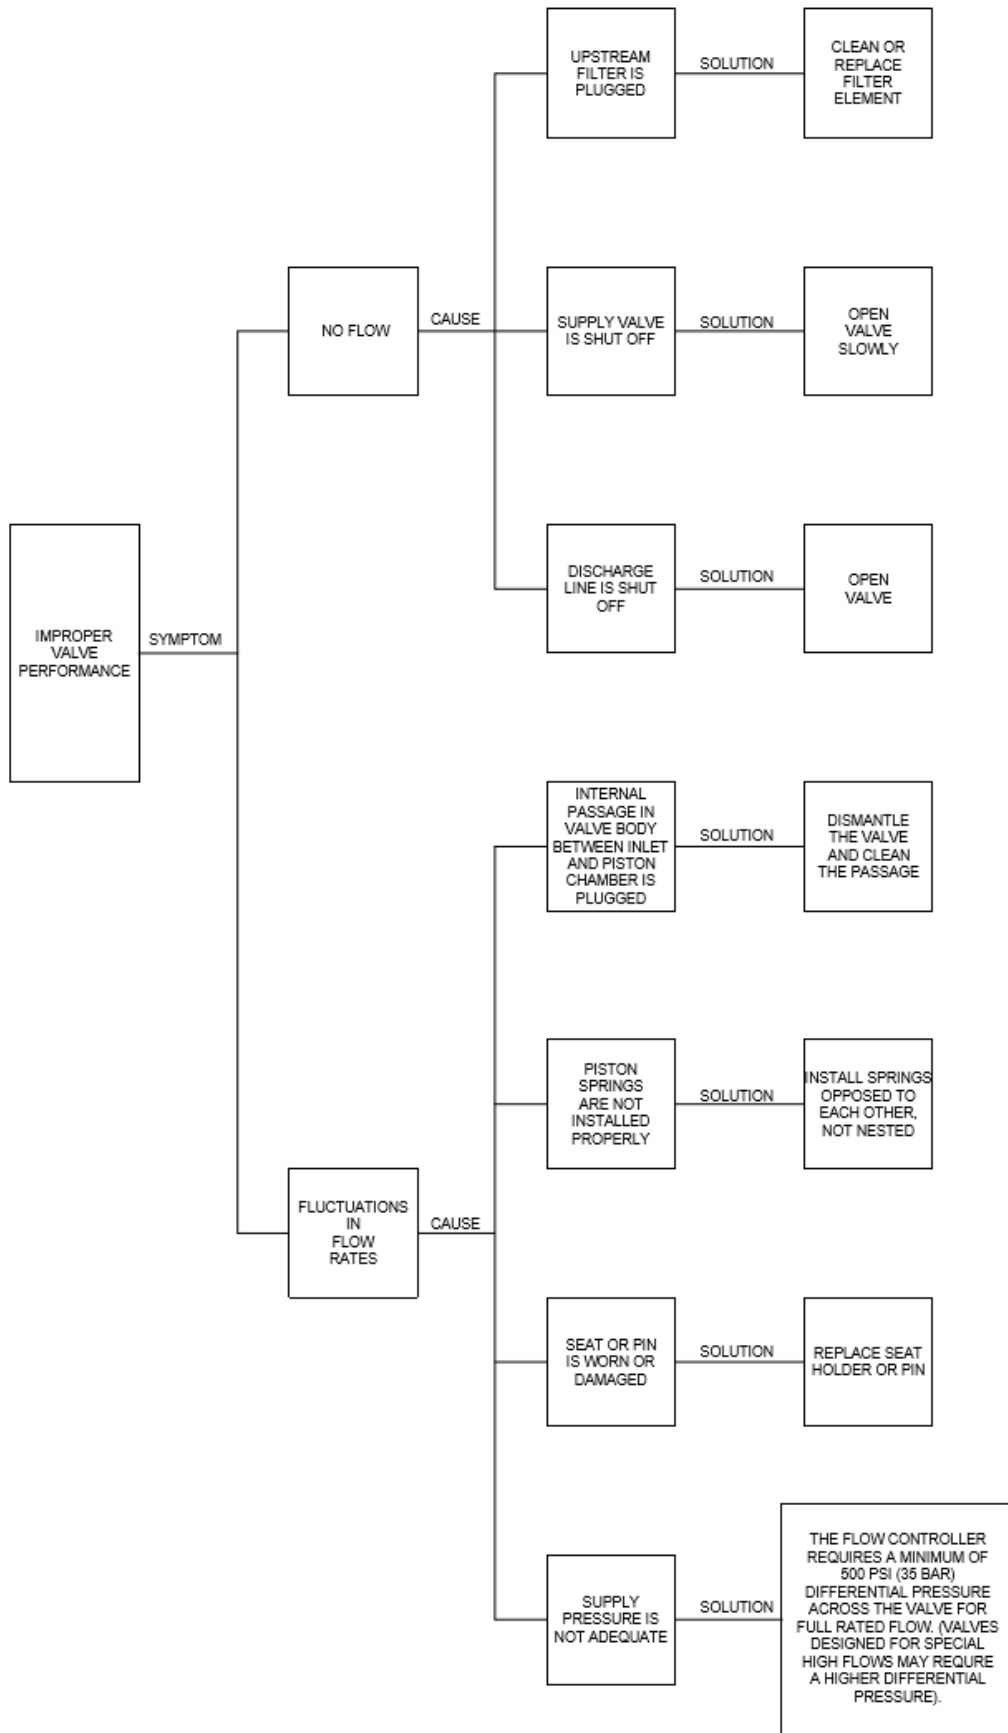 UPSTREAM
FILTER IS
PLUGGED
SOLUTION
CLEAN OR
REPLACE
FILTER
ELEMENT
NO FLOW
CAUSE
SUPPLY VALVE
IS SHUT OFF
SOLUTION
OPEN
VALVE
SLOWLY
DISCHARGE
LINE IS SHUT
OFF
SOLUTION
OPEN
VALVE
IMPROPER
VALVE
PERFORMANCE
SYMPTOM
INTERNAL
PASSAGE IN
VALVE BODY
BETWEEN INLET
AND PISTON
CHAMBER IS
PLUGGED
SOLUTION
DISMANTLE
THE VALVE
AND CLEAN
THE PASSAGE
PISTON
SPRINGS
ARE NOT
INSTALLED
PROPERLY
SOLUTION
INSTALL SPRINGS
OPPOSED TO
EACH OTHER,
NOT NESTED
FLUCTUATIONS
IN
FLOW
RATES
CAUSE
SEAT OR PIN
IS WORN OR
DAMAGED
SOLUTION
REPLACE SEAT
HOLDER OR PIN
SUPPLY
PRESSURE IS
NOT ADEQUATE
SOLUTION
THE FLOW CONTROLLER
REQUIRES A MINIMUM OF
500 PSI (35 BAR)
DIFFERENTIAL PRESSURE
ACROSS THE VALVE FOR
FULL RATED FLOW. (VALVES
DESIGNED FOR SPECIAL
HIGH FLOWS MAY REQURE
A HIGHER DIFFERENTIAL
PRESSURE).